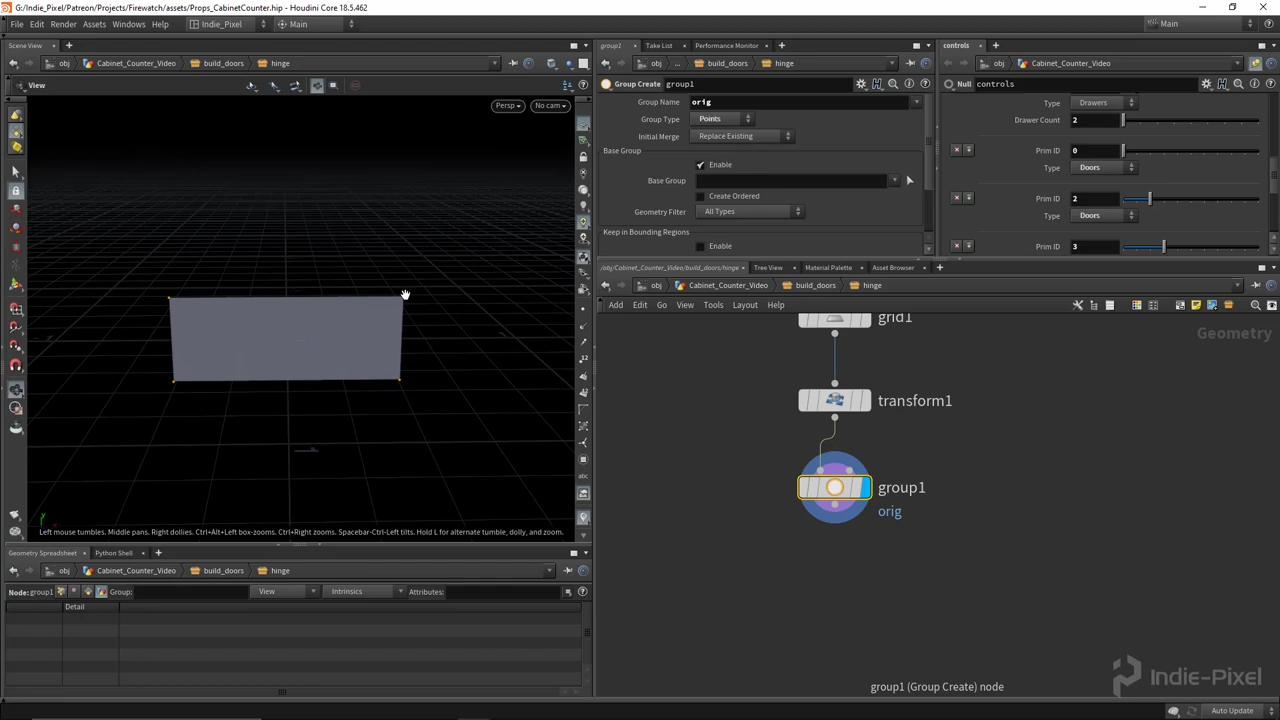 G:/Indie_Pixel/Patreon/Projects/Firewatch/assets/Props_CabinetCounter.hip - Houdini Core 18.5.462
File Edit Render Assets Windows Help Indie_Pixel Main Main
Scene View
obj Cabinet_Counter_Video build_doors hinge
View
Persp No cam
abc
Left mouse tumbles. Middle pans. Right dollies. Ctrl+Alt+Left box-zooms. Ctrl+Right zooms. Spacebar-Ctrl-Left tilts. Hold L for alternate tumble, dolly, and zoom.
Geometry Spreadsheet Python Shell
obj Cabinet_Counter_Video build_doors hinge
Node: group1 Group: View Intrinsics Attributes:
Detail
group1 Take List Performance Monitor
obj ... build_doors hinge
Group Create group1
Group Name orig
Group Type Points
Initial Merge Replace Existing
Base Group
Enable
Base Group
Create Ordered
Geometry Filter All Types
Keep in Bounding Regions
Enable
controls
obj Cabinet_Counter_Video
Null controls
Type Drawers
Drawer Count 2
Prim ID 0
Type Doors
Prim ID 2
Type Doors
Prim ID 3
/obj/Cabinet_Counter_Video/build_doors/hinge Tree View Material Palette Asset Browser
obj Cabinet_Counter_Video build_doors hinge
Add Edit Go View Tools Layout Help
Geometry
grid1
transform1
group1
orig
Indie-Pixel
group1 (Group Create) node
Auto Update